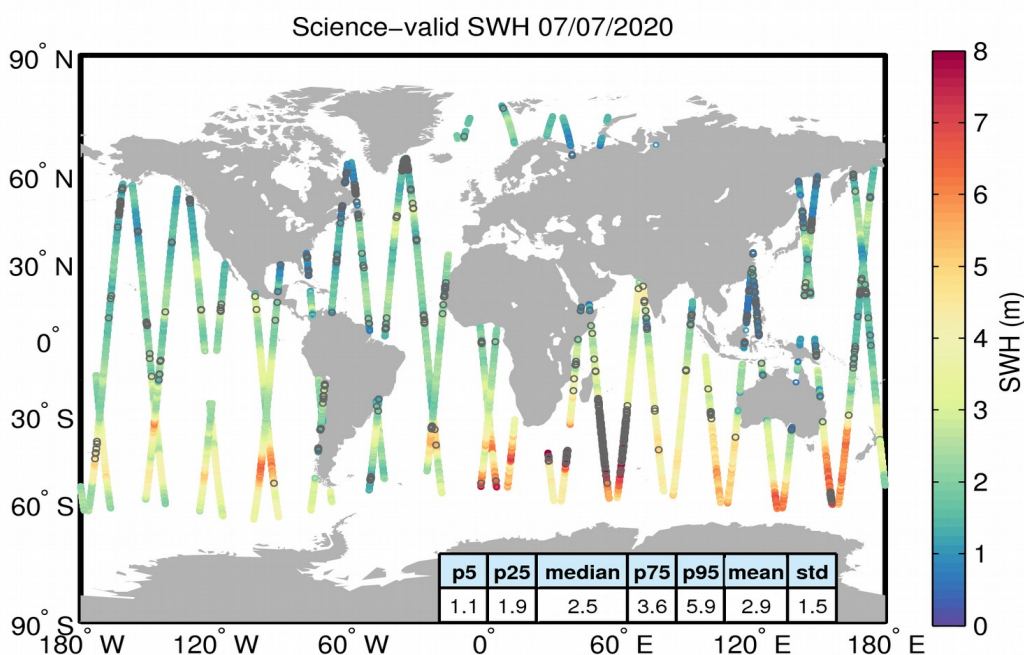 Science−valid SWH 07/07/2020
90° N
60° N
30° N
0°
30° S
60° S
90° S
180° W
120° W
60° W
0°
60° E
120° E
180° E
p5 p25 median p75 p95 mean std
1.1 1.9 2.5 3.6 5.9 2.9 1.5
8
7
6
5
4
3
2
1
0
SWH (m)